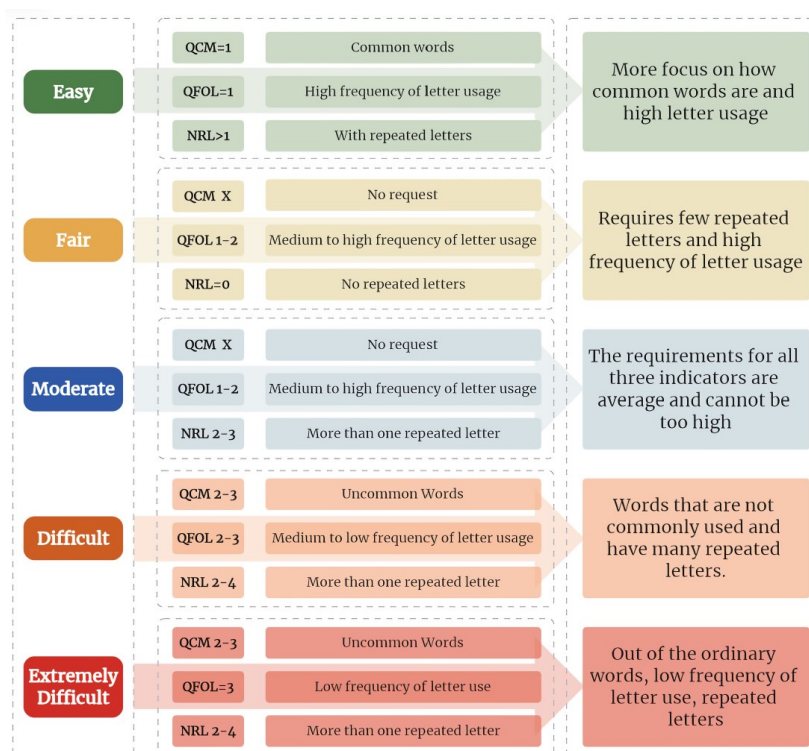 QCM=1
Common words
Easy
QFOL=1
High frequency of letter usage
NRL>1
With repeated letters
More focus on how
common words are and
high letter usage
QCM X
No request
Fair
QFOL 1-2
Medium to high frequency of letter usage
NRL=0
No repeated letters
Requires few repeated
letters and high
frequency of letter usage
QCM X
No request
Moderate
QFOL 1-2
Medium to high frequency of letter usage
NRL 2-3
More than one repeated letter
The requirements for all
three indicators are
average and cannot be
too high
QCM 2-3
Uncommon Words
Difficult
QFOL 2-3
Medium to low frequency of letter usage
NRL 2-4
More than one repeated letter
Words that are not
commonly used and
have many repeated
letters.
QCM 2-3
Uncommon Words
Extremely
Difficult
QFOL=3
Low frequency of letter use
NRL 2-4
More than one repeated letter
Out of the ordinary
words, low frequency of
letter use, repeated
letters